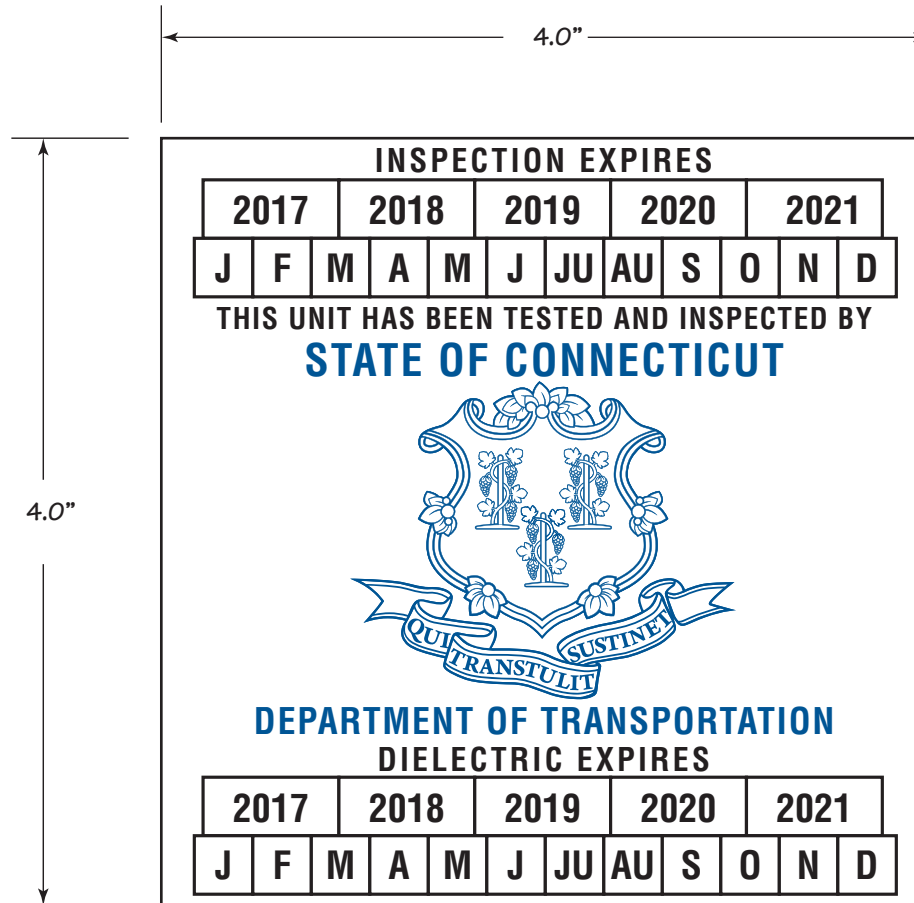 4.0”
4.0”
INSPECTION EXPIRES
2017 2018 2019 2020 2021
J F M A M J JU AU S O N D
THIS UNIT HAS BEEN TESTED AND INSPECTED BY
STATE OF CONNECTICUT
QUI TRANSTULIT SUSTINET
DEPARTMENT OF TRANSPORTATION
DIELECTRIC EXPIRES
2017 2018 2019 2020 2021
J F M A M J JU AU S O N D